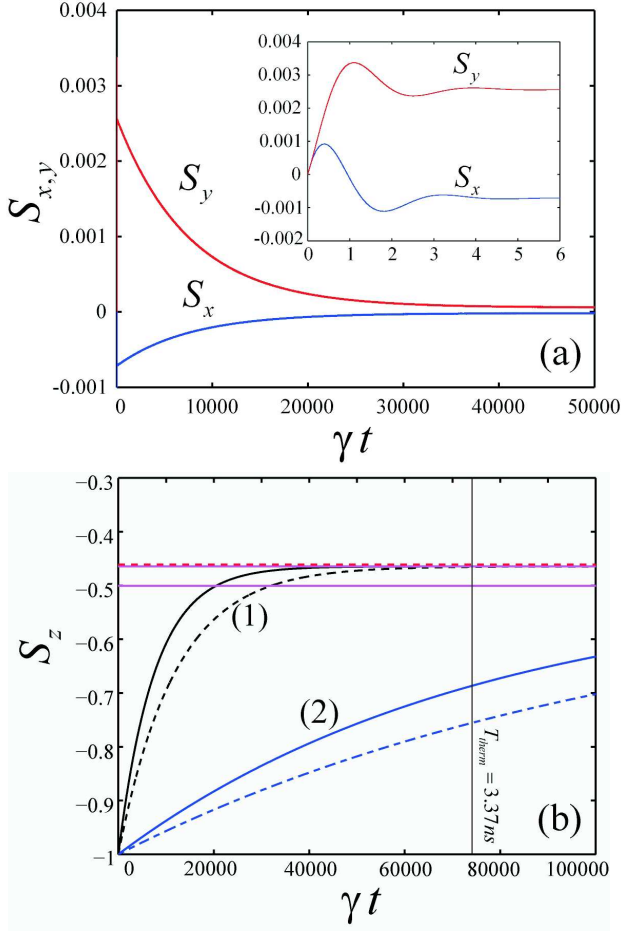 0.004
0.003
0.002
0.001
0
-0.001
S_{x,y}
S_y
S_x
0.004
0.003
0.002
0.001
0
-0.001
-0.002
S_y
S_x
0 1 2 3 4 5 6
(a)
0 10000 20000 30000 40000 50000
γ t
−0.3
−0.4
−0.5
−0.6
−0.7
−0.8
−0.9
−1
S_z
(1)
(2)
T_{therm} = 3.37ns
(b)
0 20000 40000 60000 80000 100000
γ t